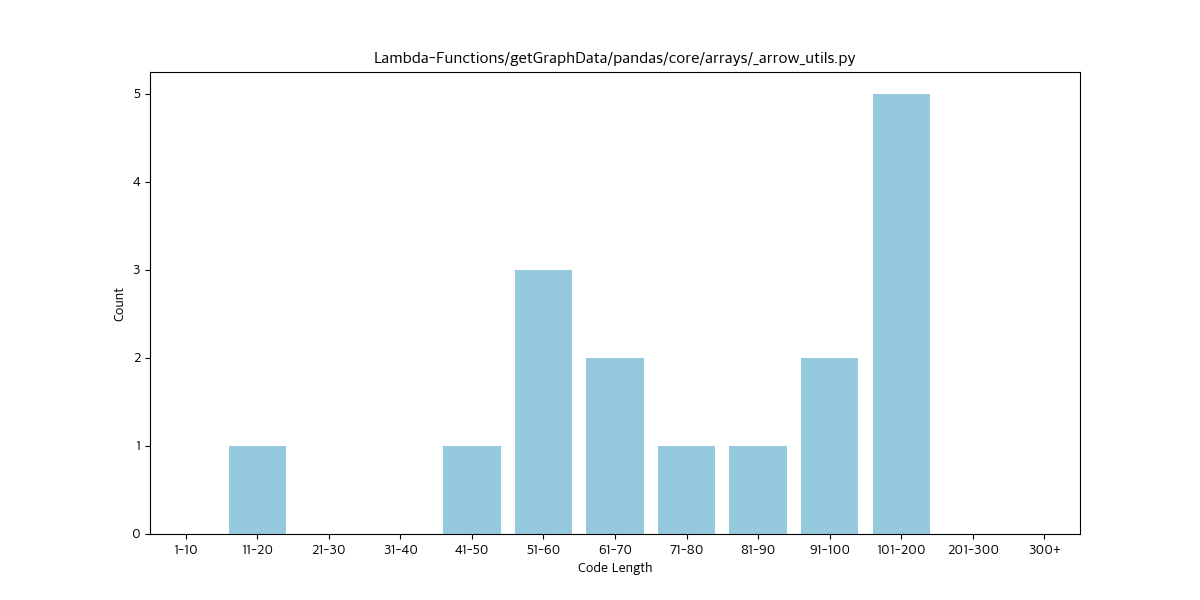 Lambda-Functions/getGraphData/pandas/core/arrays/_arrow_utils.py
5
4
3
2
1
0
Count
1-10 11-20 21-30 31-40 41-50 51-60 61-70 71-80 81-90 91-100 101-200 201-300 300+
Code Length